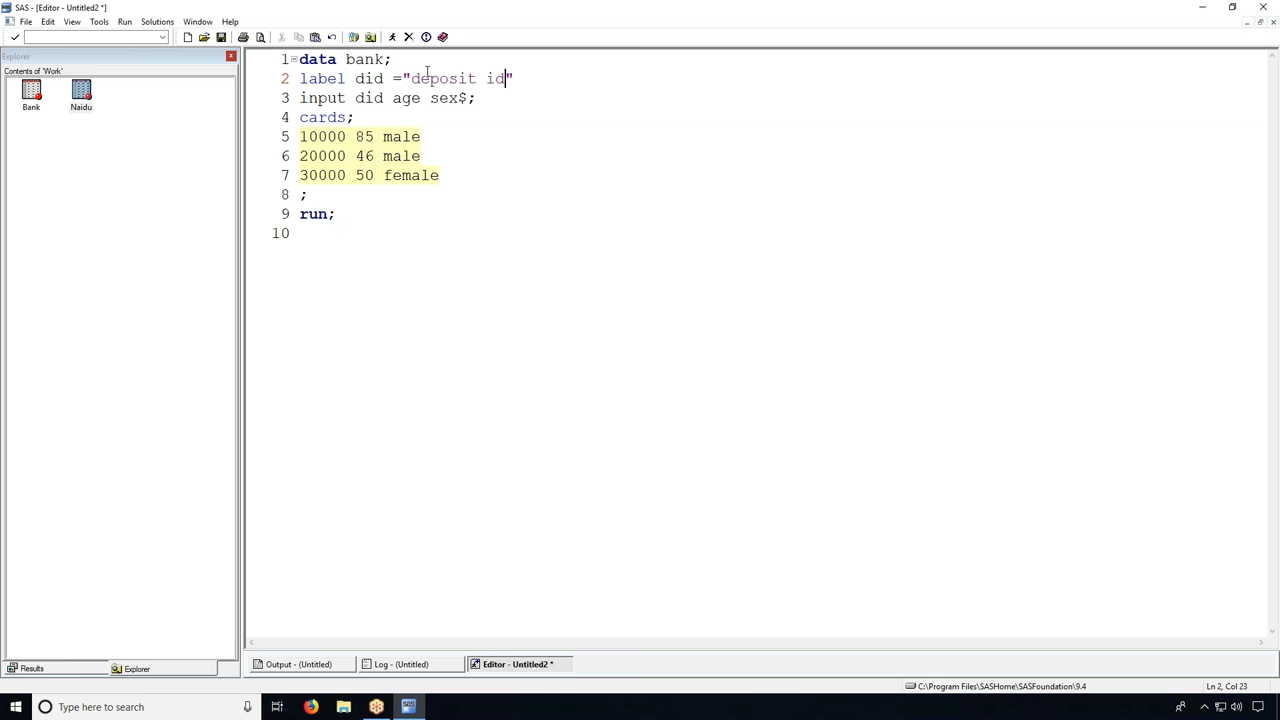 SAS - [Editor - Untitled2 *]
File Edit View Tools Run Solutions Window Help
Explorer
Contents of 'Work'
Bank Naidu
1 data bank;
2 label did ="deposit id"
3 input did age sex$;
4 cards;
5 10000 85 male
6 20000 46 male
7 30000 50 female
8 ;
9 run;
10
Results Explorer
Output - (Untitled) Log - (Untitled) Editor - Untitled2 *
C:\Program Files\SASHome\SASFoundation\9.4 Ln 2, Col 23
Type here to search